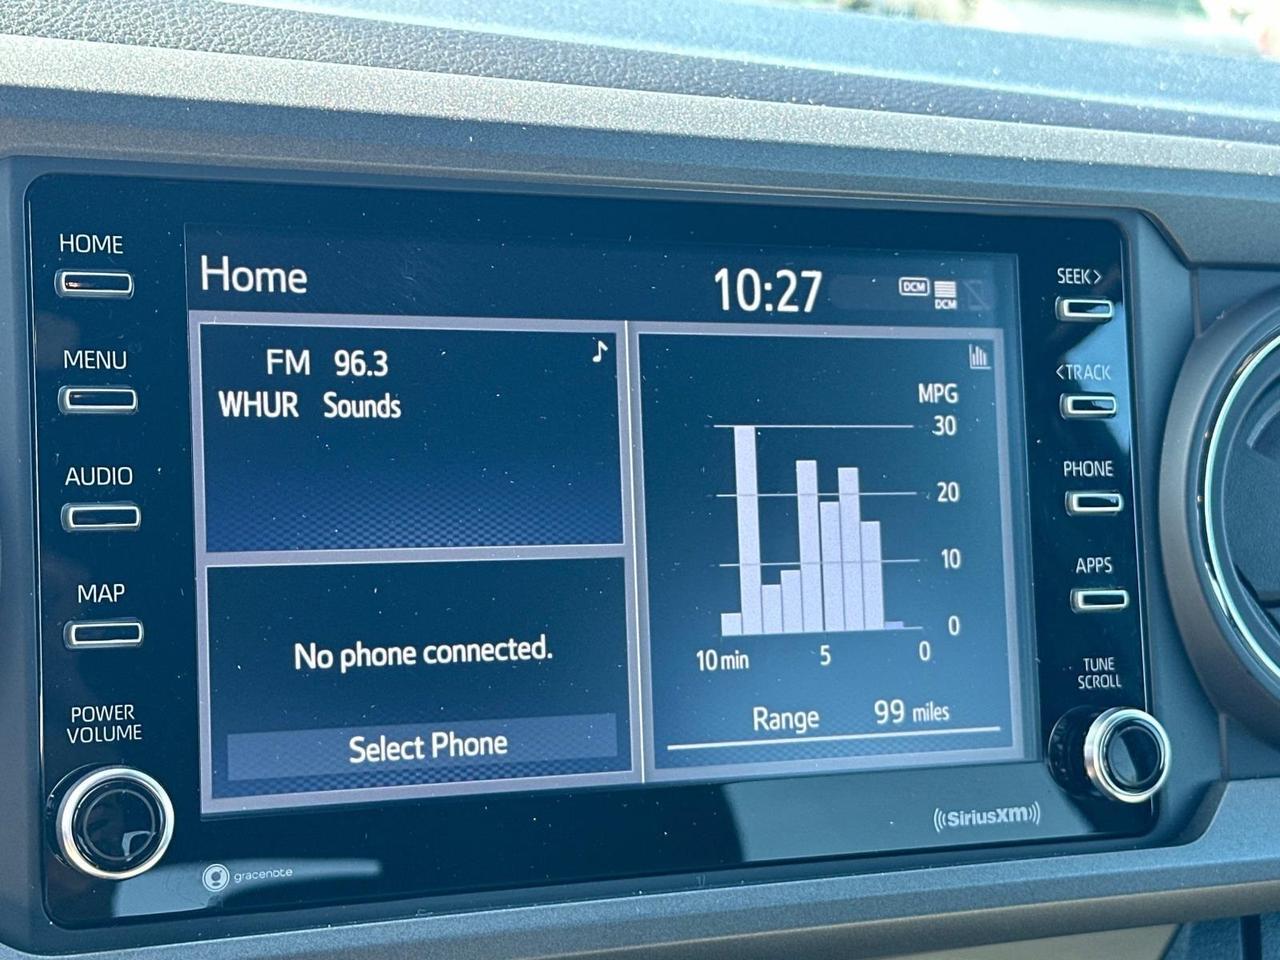 HOME
MENU
AUDIO
MAP
POWER
VOLUME
Home
10:27
DCM
DCM
FM 96.3
WHUR Sounds
No phone connected.
Select Phone
MPG
30
20
10
0
10 min 5 0
Range 99 miles
SEEK>
<TRACK
PHONE
APPS
TUNE
SCROLL
gracenote
((SiriusXM))